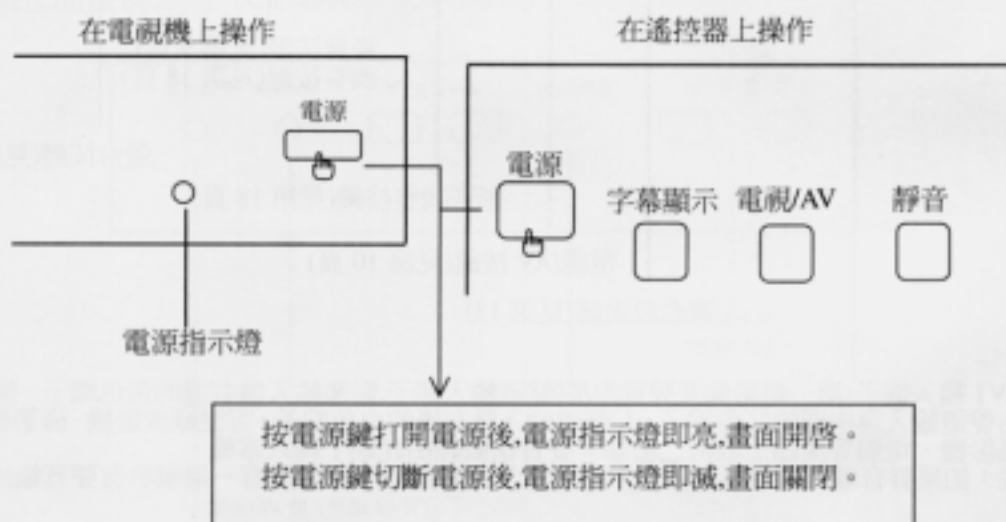 在電視機上操作
在遙控器上操作
電源
電源
字幕顯示 電視/AV 靜音
電源指示燈
按電源鍵打開電源後,電源指示燈即亮,畫面開啓。
按電源鍵切斷電源後,電源指示燈即滅,畫面關閉。